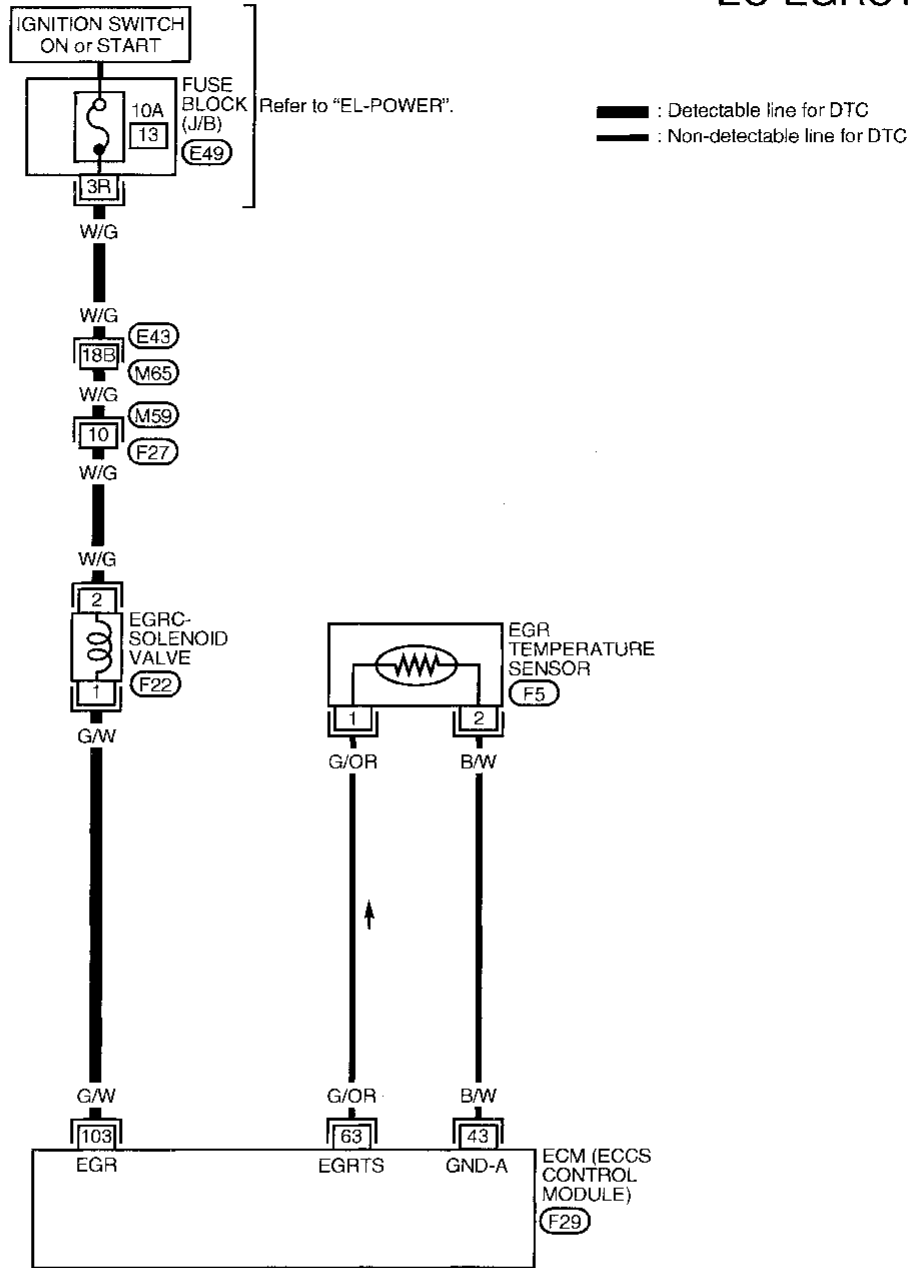 IGNITION SWITCH
ON or START
FUSE
BLOCK
(J/B)
Refer to "EL-POWER".
10A
13
E49
3R
: Detectable line for DTC
: Non-detectable line for DTC
W/G
W/G
E43
18B
M65
W/G
M59
10
F27
W/G
W/G
2
EGRC-
SOLENOID
VALVE
F22
1
G/W
EGR
TEMPERATURE
SENSOR
F5
1
2
G/OR
B/W
G/W
G/OR
B/W
103
63
43
EGR
EGRTS
GND-A
ECM (ECCS
CONTROL
MODULE)
F29